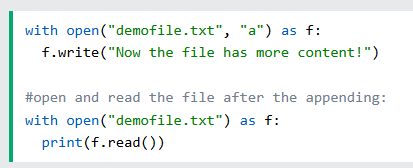 with open("demofile.txt", "a") as f:
  f.write("Now the file has more content!")

#open and read the file after the appending:
with open("demofile.txt") as f:
  print(f.read())